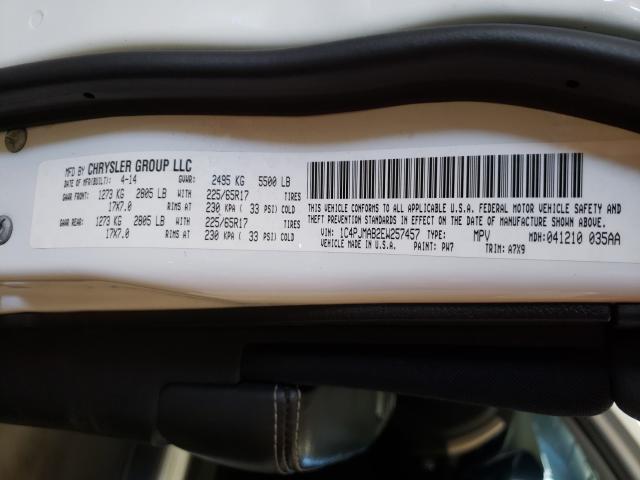 MFD BY CHRYSLER GROUP LLC
DATE OF MFR(BUILT): 4-14 GVWR: 2495 KG 5500 LB
GAWR FRONT: 1273 KG 2805 LB WITH 225/65R17 TIRES
17X7.0 RIMS AT 230 KPA ( 33 PSI) COLD
GAWR REAR: 1273 KG 2805 LB WITH 225/65R17 TIRES
17X7.0 RIMS AT 230 KPA ( 33 PSI) COLD
THIS VEHICLE CONFORMS TO ALL APPLICABLE U.S.A. FEDERAL MOTOR VEHICLE SAFETY AND
THEFT PREVENTION STANDARDS IN EFFECT ON THE DATE OF MANUFACTURE SHOWN ABOVE.
VIN: 1C4PJMAB2EW257457 TYPE: MPV MDH:041210 035AA
VEHICLE MADE IN U.S.A. PAINT: PW7 TRIM: A7X9